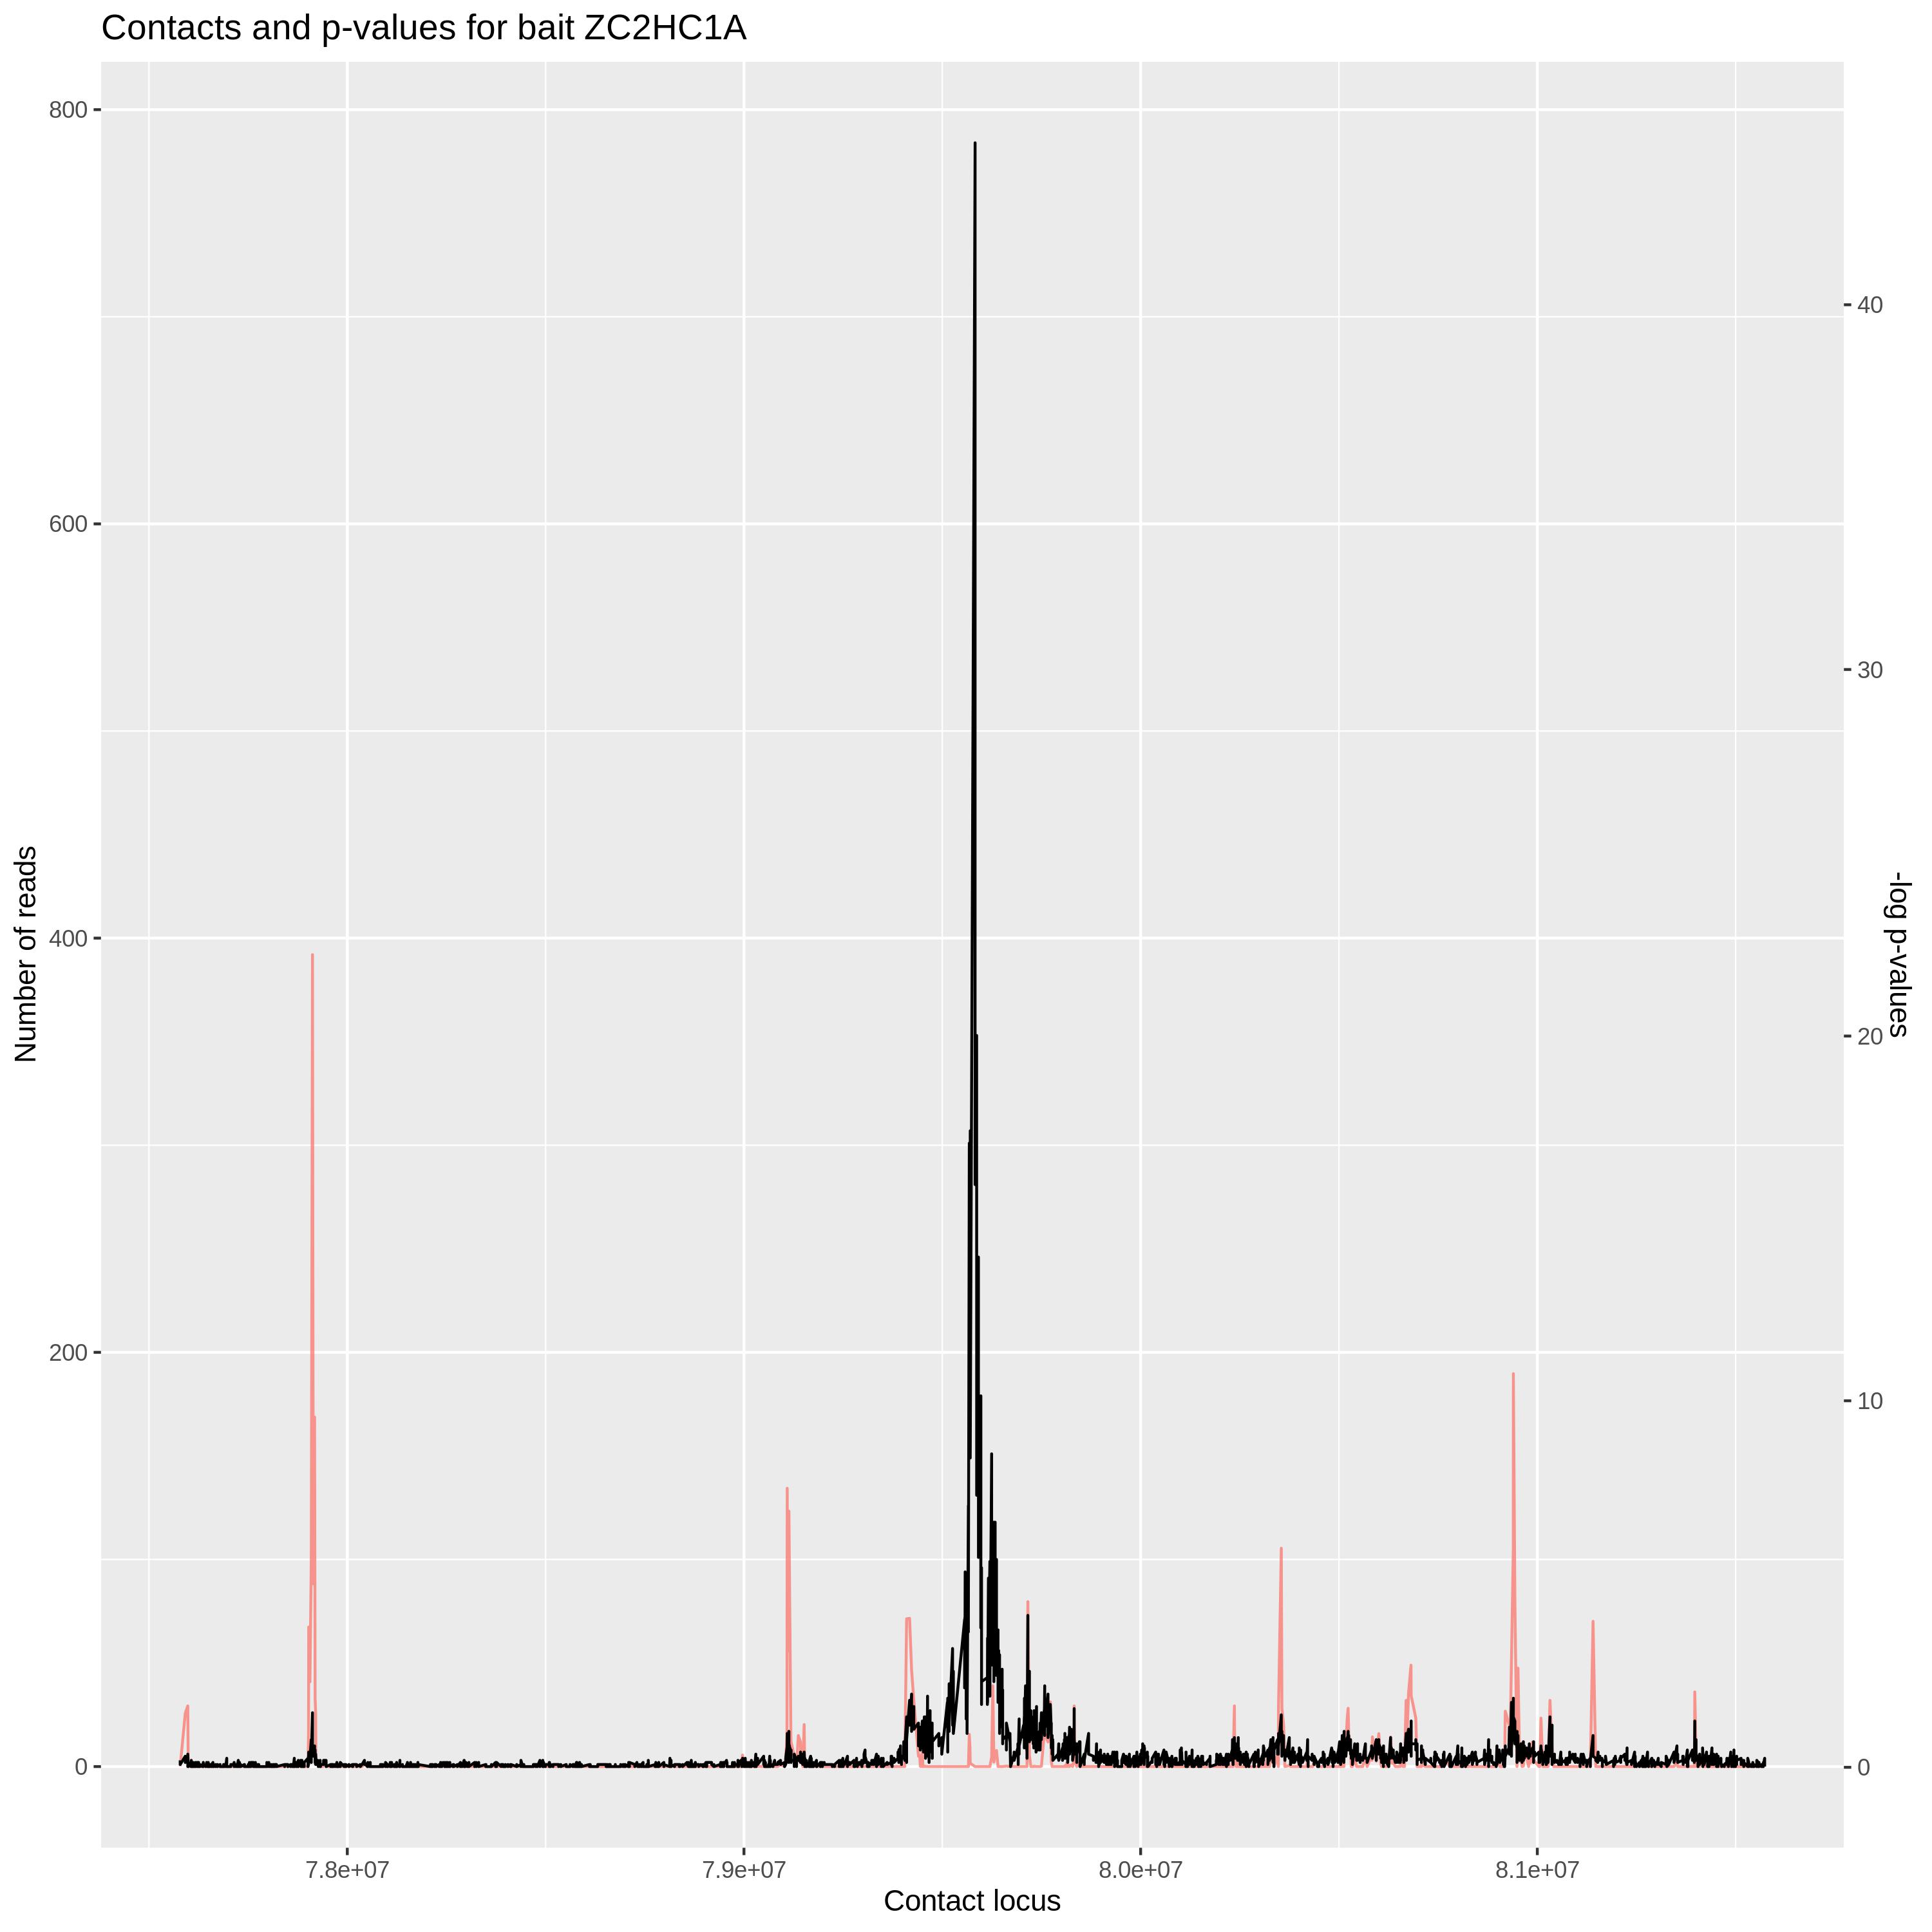 Contacts and p-values for bait ZC2HC1A
800
600
400
200
0
Number of reads
40
30
20
10
0
-log p-values
7.8e+07
7.9e+07
8.0e+07
8.1e+07
Contact locus